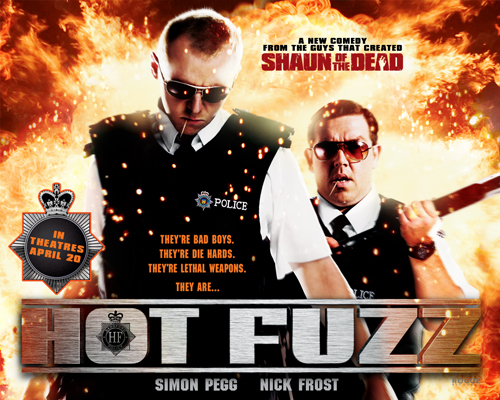 A NEW COMEDY
FROM THE GUYS THAT CREATED
SHAUN OF THE DEAD
POLICE
LICE
IN
THEATRES
APRIL 20
THEY'RE BAD BOYS.
THEY'RE DIE HARDS.
THEY'RE LETHAL WEAPONS.
THEY ARE...
HOT FUZZ
HF
SIMON PEGG NICK FROST